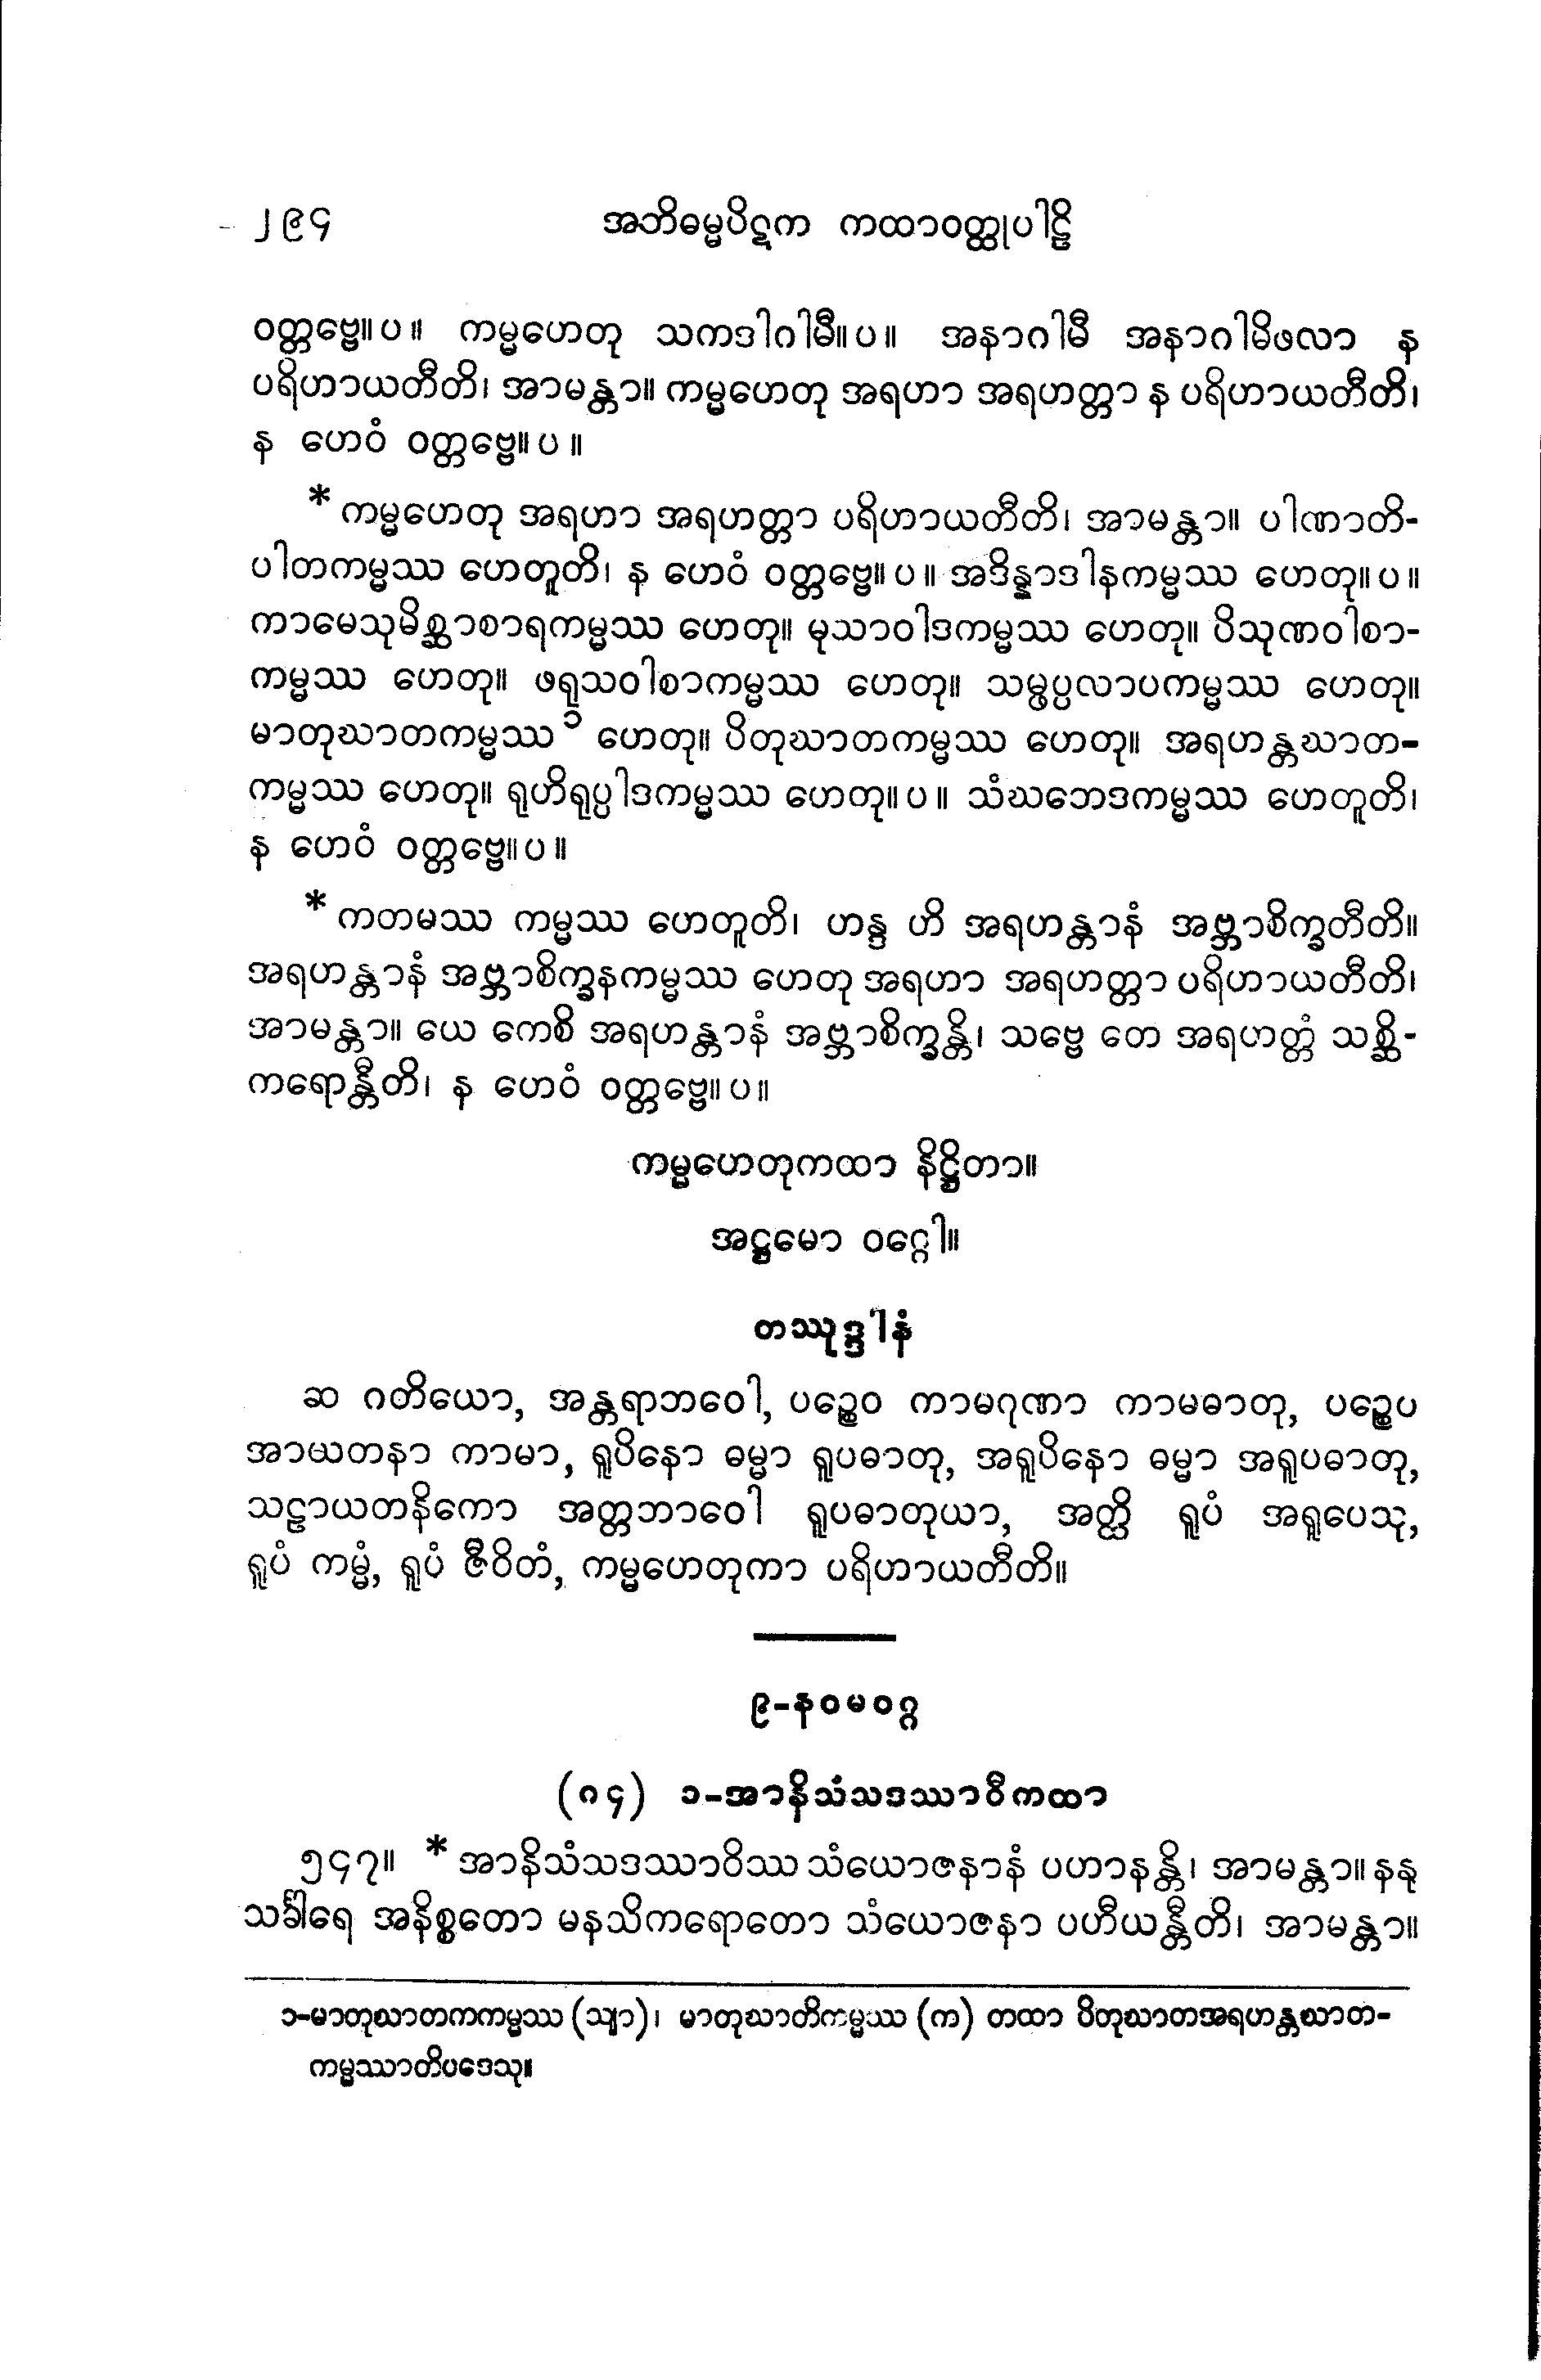 ၂၉၄ အဘိဓမ္မပိဋက ကထာဝတ္ထုပါဠိ
ဝတ္တဗ္ဗေ။ပ။ ကမ္မဟေတု သကဒါဂါမီ။ပ။ အနာဂါမီ အနာဂါမိဖလာ န
ပရိဟာယတီတိ၊ အာမန္တာ။ ကမ္မဟေတု အရဟာ အရဟတ္တာ န ပရိဟာယတီတိ၊
န ဟေဝံ ဝတ္တဗ္ဗေ။ပ။
* ကမ္မဟေတု အရဟာ အရဟတ္တာ ပရိဟာယတီတိ၊ အာမန္တာ။ ပါဏာတိ-
ပါတကမ္မဿ ဟေတူတိ၊ န ဟေဝံ ဝတ္တဗ္ဗေ။ပ။ အဒိန္နာဒါနကမ္မဿ ဟေတု။ပ။
ကာမေသုမိစ္ဆာစာရကမ္မဿ ဟေတု။ မုသာဝါဒကမ္မဿ ဟေတု။ ပိသုဏဝါစာ-
ကမ္မဿ ဟေတု။ ဖရုသဝါစာကမ္မဿ ဟေတု။ သမ္ဖပ္ပလာပကမ္မဿ ဟေတု။
မာတုဃာတကမ္မဿ ၁ ဟေတု။ ပိတုဃာတကမ္မဿ ဟေတု။ အရဟန္တဃာတ-
ကမ္မဿ ဟေတု။ ရုဟိရုပ္ပါဒကမ္မဿ ဟေတု။ပ။ သံဃဘေဒကမ္မဿ ဟေတူတိ၊
န ဟေဝံ ဝတ္တဗ္ဗေ။ပ။
* ကတမဿ ကမ္မဿ ဟေတူတိ၊ ဟန္ဒ ဟိ အရဟန္တာနံ အဗ္ဘာစိက္ခတီတိ။
အရဟန္တာနံ အဗ္ဘာစိက္ခနကမ္မဿ ဟေတု အရဟာ အရဟတ္တာ ပရိဟာယတီတိ၊
အာမန္တာ။ ယေ ကေစိ အရဟန္တာနံ အဗ္ဘာစိက္ခန္တိ၊ သဗ္ဗေ တေ အရဟတ္တံ သစ္ဆိ-
ကရောန္တီတိ၊ န ဟေဝံ ဝတ္တဗ္ဗေ။ပ။
ကမ္မဟေတုကထာ နိဋ္ဌိတာ။
အဋ္ဌမော ဝဂ္ဂေါ။
တဿုဒ္ဒါနံ
ဆ ဂတိယော, အန္တရာဘဝေါ, ပဉ္စေဝ ကာမဂုဏာ ကာမဓာတု, ပဉ္စေပ
အာယတနာ ကာမာ, ရူပိနော ဓမ္မာ ရူပဓာတု, အရူပိနော ဓမ္မာ အရူပဓာတု,
သဠာယတနိကော အတ္တဘာဝေါ ရူပဓာတုယာ, အတ္ထိ ရူပံ အရူပေသု,
ရူပံ ကမ္မံ, ရူပံ ဇီဝိတံ, ကမ္မဟေတုကာ ပရိဟာယတီတိ။
၉-နဝမဝဂ္ဂ
(၈၄) ၁-အာနိသံသဒဿာဝီကထာ
၅၄၇။ * အာနိသံသဒဿာဝိဿ သံယောဇနာနံ ပဟာနန္တိ၊ အာမန္တာ။ နနု
သင်္ခါရေ အနိစ္စတော မနသိကရောတော သံယောဇနာ ပဟီယန္တီတိ၊ အာမန္တာ။
၁-မာတုဃာတကကမ္မဿ (သျာ)၊ မာတုဃာတိကမ္မဿ (က) တထာ ပိတုဃာတအရဟန္တဃာတ-
ကမ္မဿာတိပဒေသု။